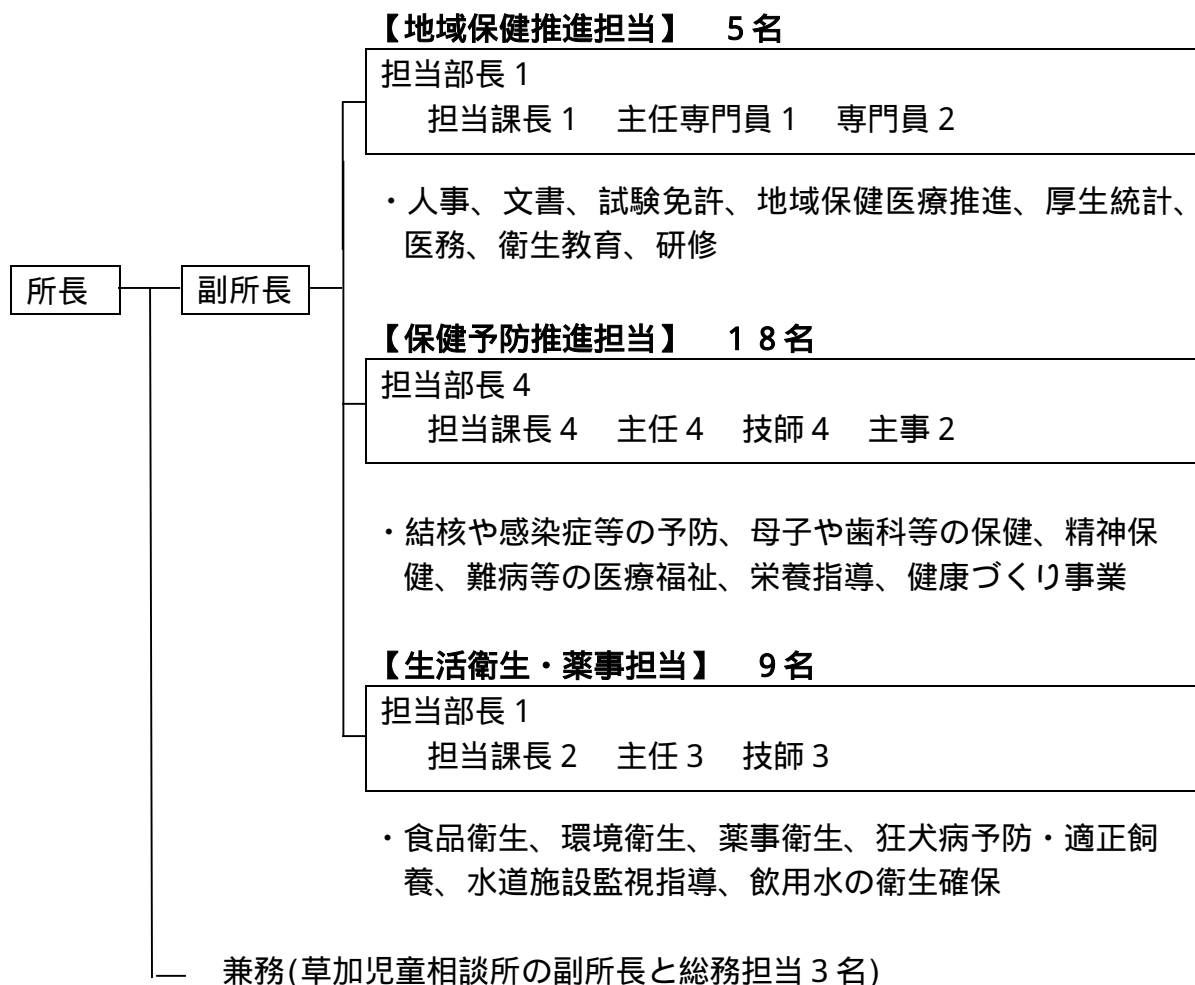 【地域保健推進担当】　5名
担当部長1
担当課長1　主任専門員1　専門員2
・人事、文書、試験免許、地域保健医療推進、厚生統計、
医務、衛生教育、研修
所長
副所長
【保健予防推進担当】　18名
担当部長4
担当課長4　主任4　技師4　主事2
・結核や感染症等の予防、母子や歯科等の保健、精神保
健、難病等の医療福祉、栄養指導、健康づくり事業
【生活衛生・薬事担当】　9名
担当部長1
担当課長2　主任3　技師3
・食品衛生、環境衛生、薬事衛生、狂犬病予防・適正飼
養、水道施設監視指導、飲用水の衛生確保
兼務(草加児童相談所の副所長と総務担当3名)